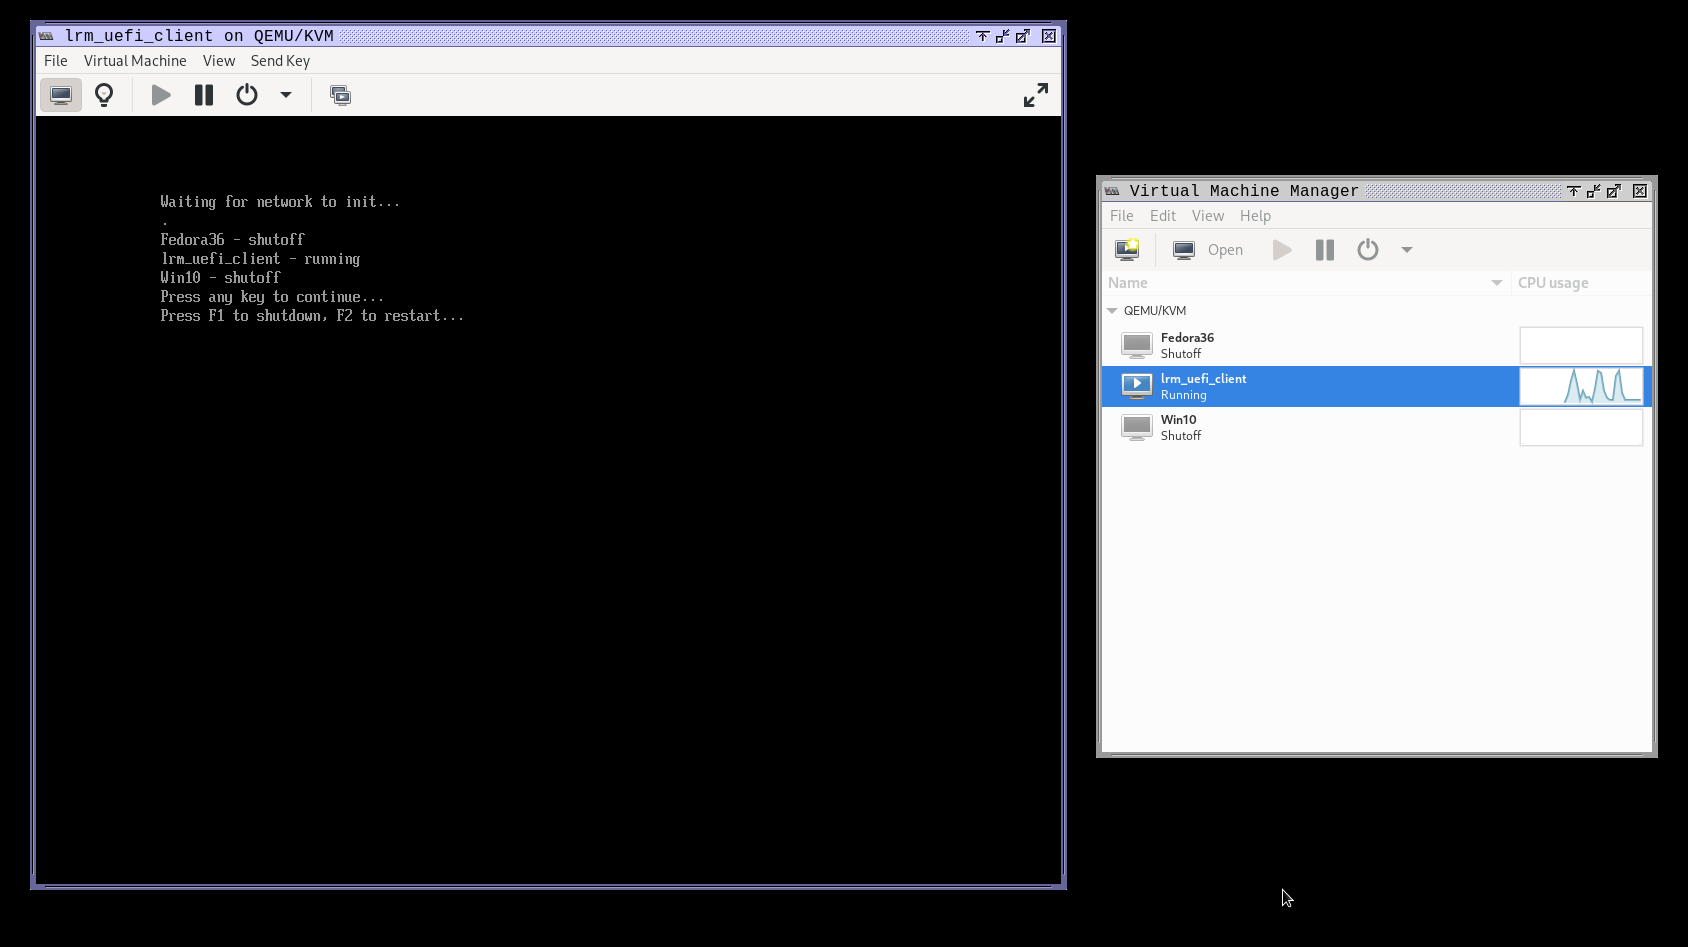 lrm_uefi_client on QEMU/KVM
File Virtual Machine View Send Key
Waiting for network to init...
.
Fedora36 - shutoff
lrm_uefi_client - running
Win10 - shutoff
Press any key to continue...
Press F1 to shutdown, F2 to restart...
Virtual Machine Manager
File Edit View Help
Open
Name CPU usage
QEMU/KVM
Fedora36
Shutoff
lrm_uefi_client
Running
Win10
Shutoff